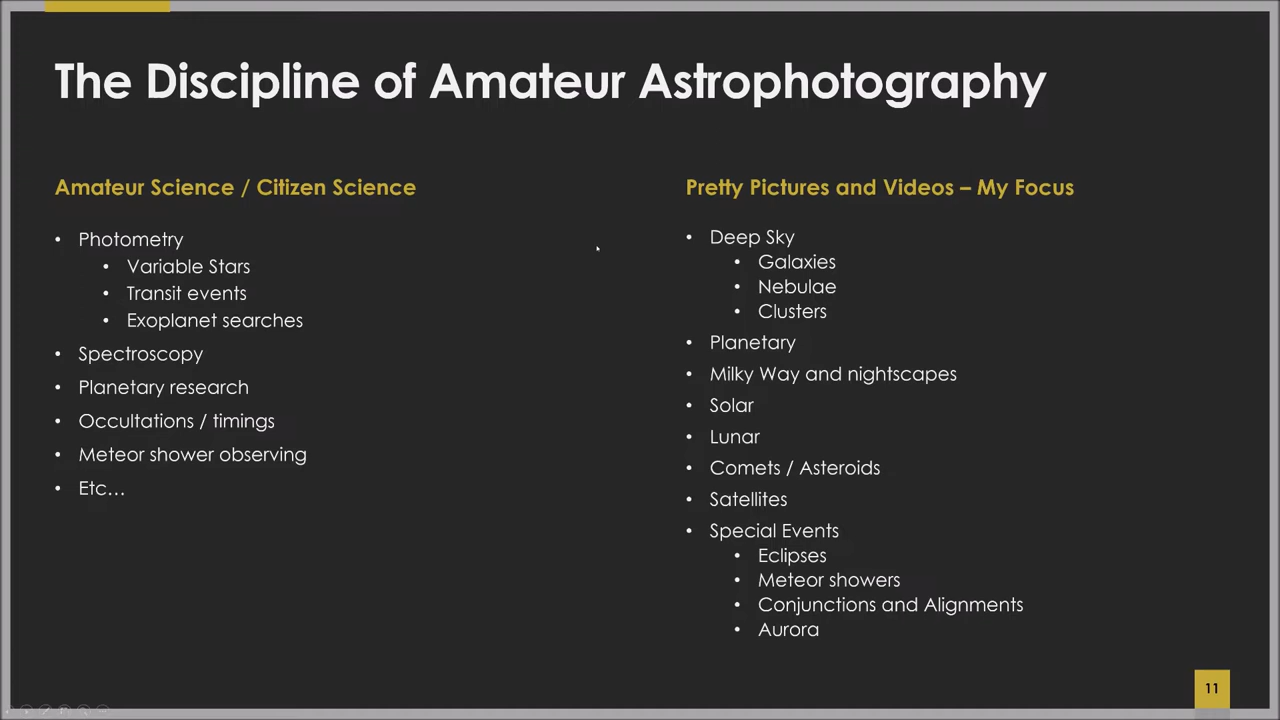 The Discipline of Amateur Astrophotography
Amateur Science / Citizen Science
• Photometry
• Variable Stars
• Transit events
• Exoplanet searches
• Spectroscopy
• Planetary research
• Occultations / timings
• Meteor shower observing
• Etc...
Pretty Pictures and Videos – My Focus
• Deep Sky
• Galaxies
• Nebulae
• Clusters
• Planetary
• Milky Way and nightscapes
• Solar
• Lunar
• Comets / Asteroids
• Satellites
• Special Events
• Eclipses
• Meteor showers
• Conjunctions and Alignments
• Aurora
11